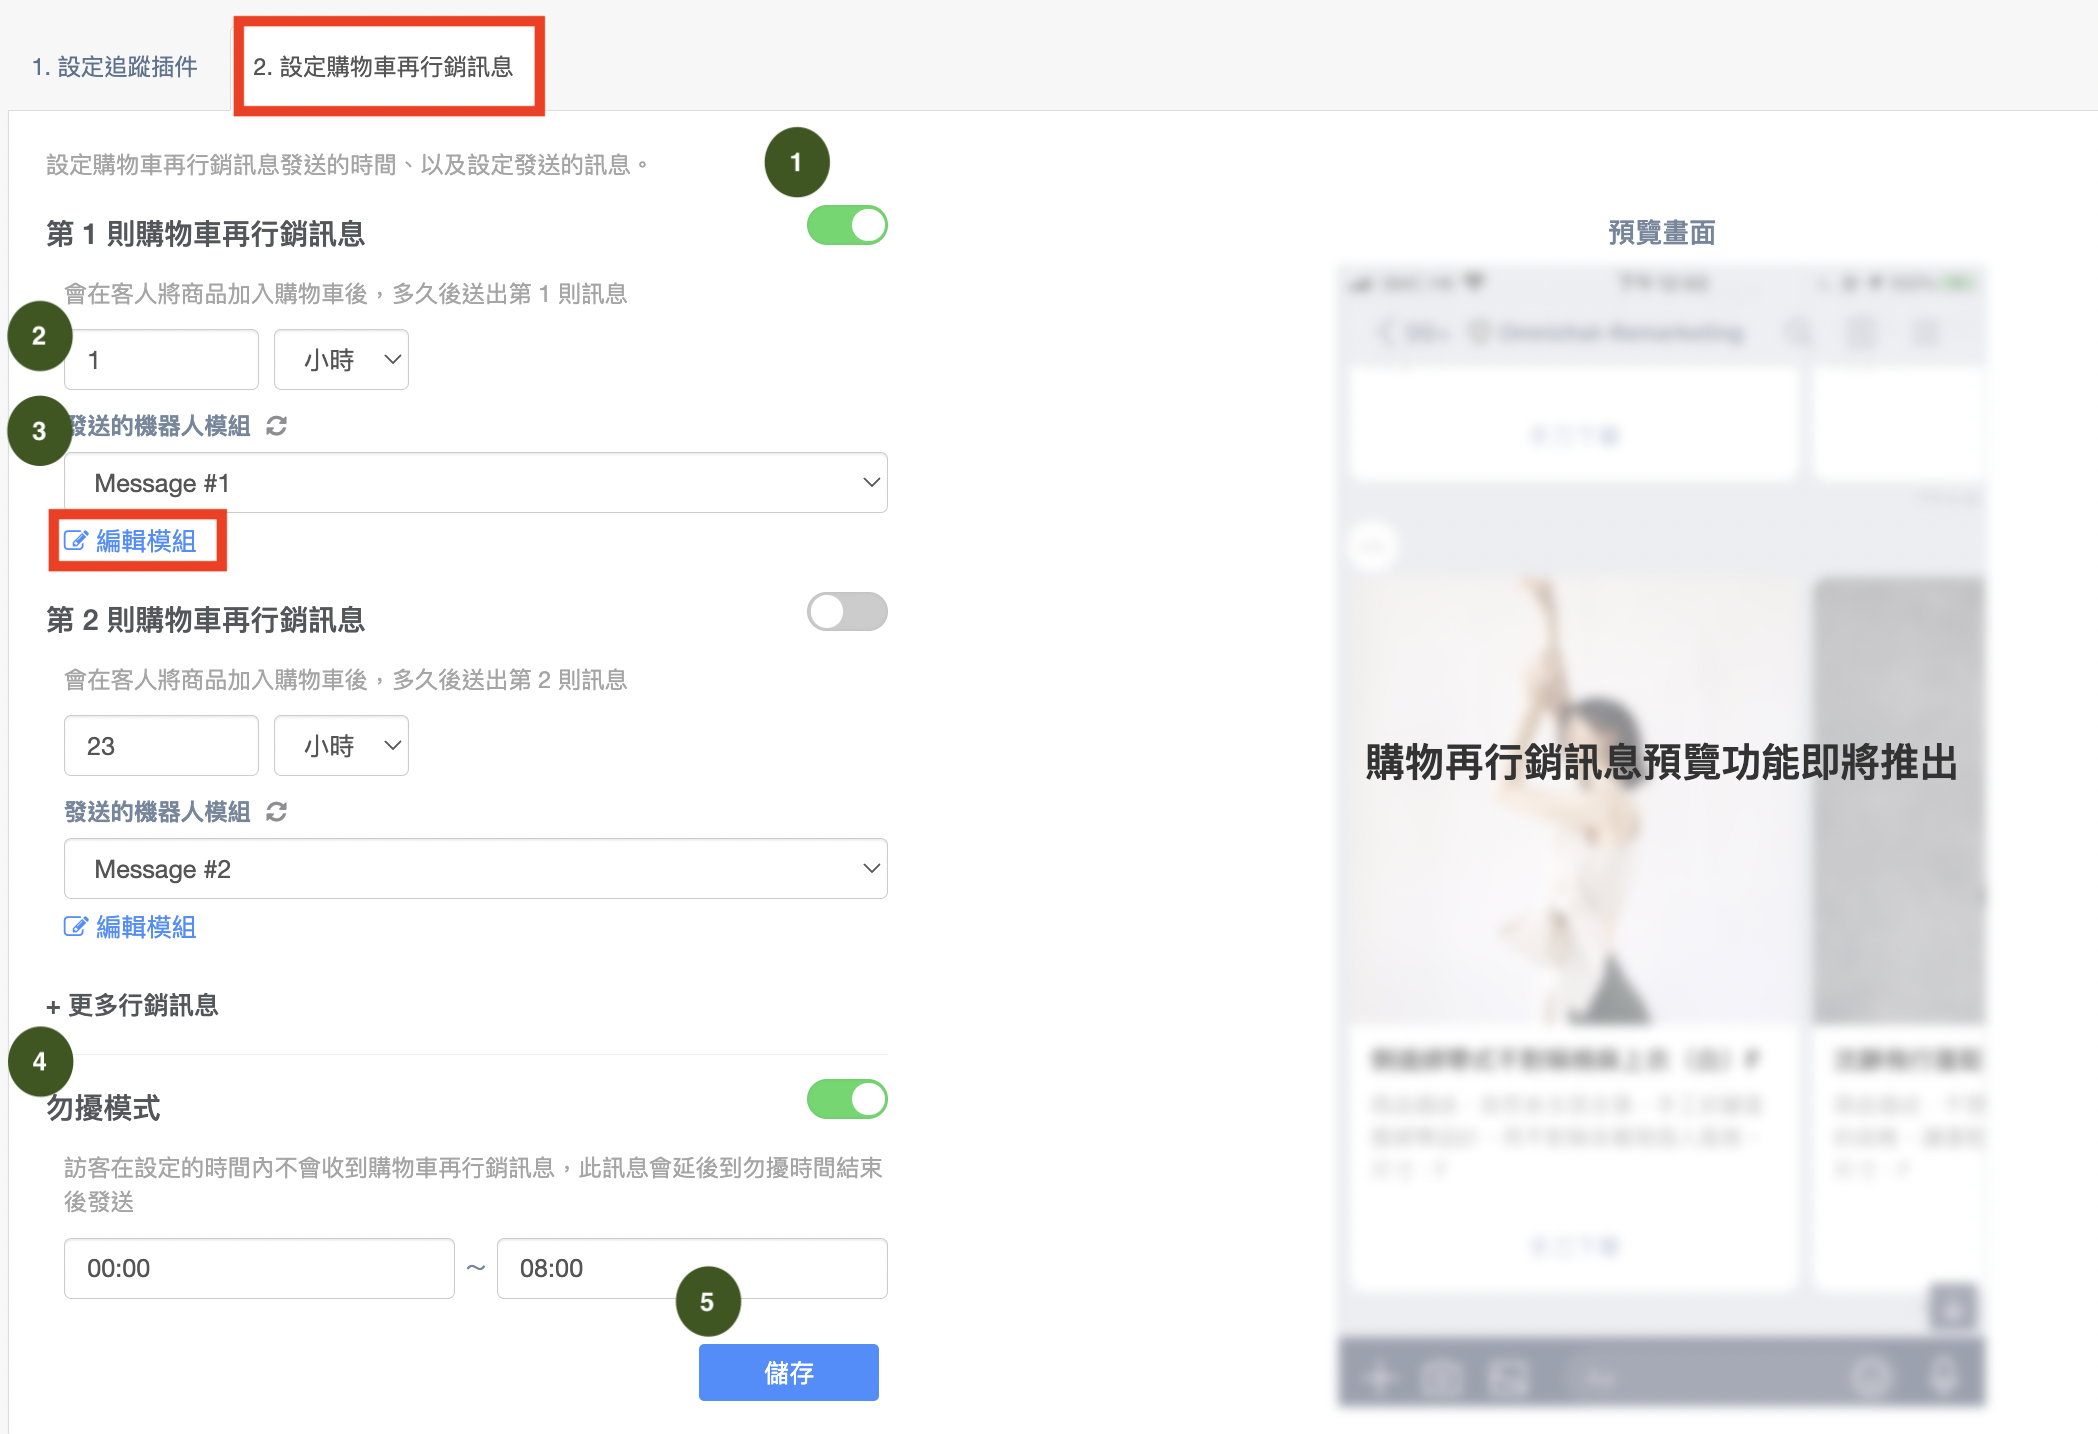 1. 設定追蹤插件
2. 設定購物車再行銷訊息
設定購物車再行銷訊息發送的時間、以及設定發送的訊息。
1
第 1 則購物車再行銷訊息
會在客人將商品加入購物車後，多久後送出第 1 則訊息
2
1
小時
3
發送的機器人模組
Message #1
編輯模組
第 2 則購物車再行銷訊息
會在客人將商品加入購物車後，多久後送出第 2 則訊息
23
小時
發送的機器人模組
Message #2
編輯模組
+ 更多行銷訊息
4
勿擾模式
訪客在設定的時間內不會收到購物車再行銷訊息，此訊息會延後到勿擾時間結束
後發送
00:00
~
08:00
5
儲存
預覽畫面
購物再行銷訊息預覽功能即將推出